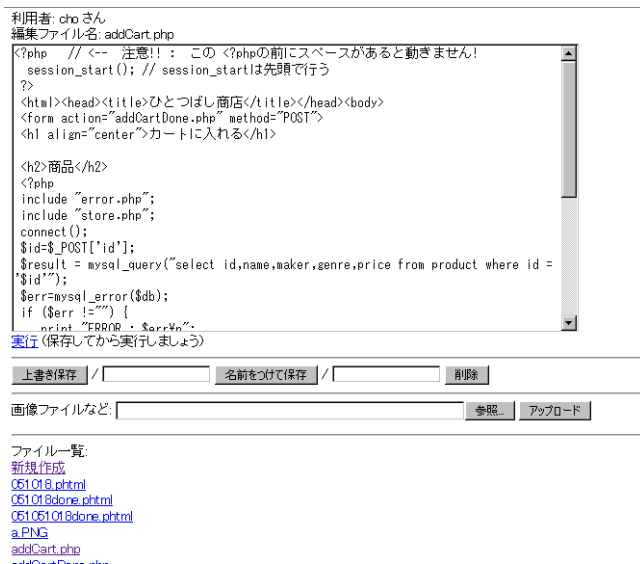 利用者: cho さん
編集ファイル名: addCart.php
<?php   // <--  注意!! :  この <?phpの前にスペースがあると動きません!
session_start(); // session_startは先頭で行う
?>
<html><head><title>ひとつばし商店</title></head><body>
<form action="addCartDone.php" method="POST">
<h1 align="center">カートに入れる</h1>
<h2>商品</h2>
<?php
include "error.php";
include "store.php";
connect();
$id=$_POST['id'];
$result = mysql_query("select id,name,maker,genre,price from product where id =
'$id'");
$err=mysql_error($db);
if ($err !="") {
print "ERROR : $err¥n";
実行 (保存してから実行しましょう)
上書き保存 / 名前をつけて保存 / 削除
画像ファイルなど: 参照... アップロード
ファイル一覧:
新規作成
051018.phtml
051018done.phtml
051051018done.phtml
a.PNG
addCart.php
addCartDone.php